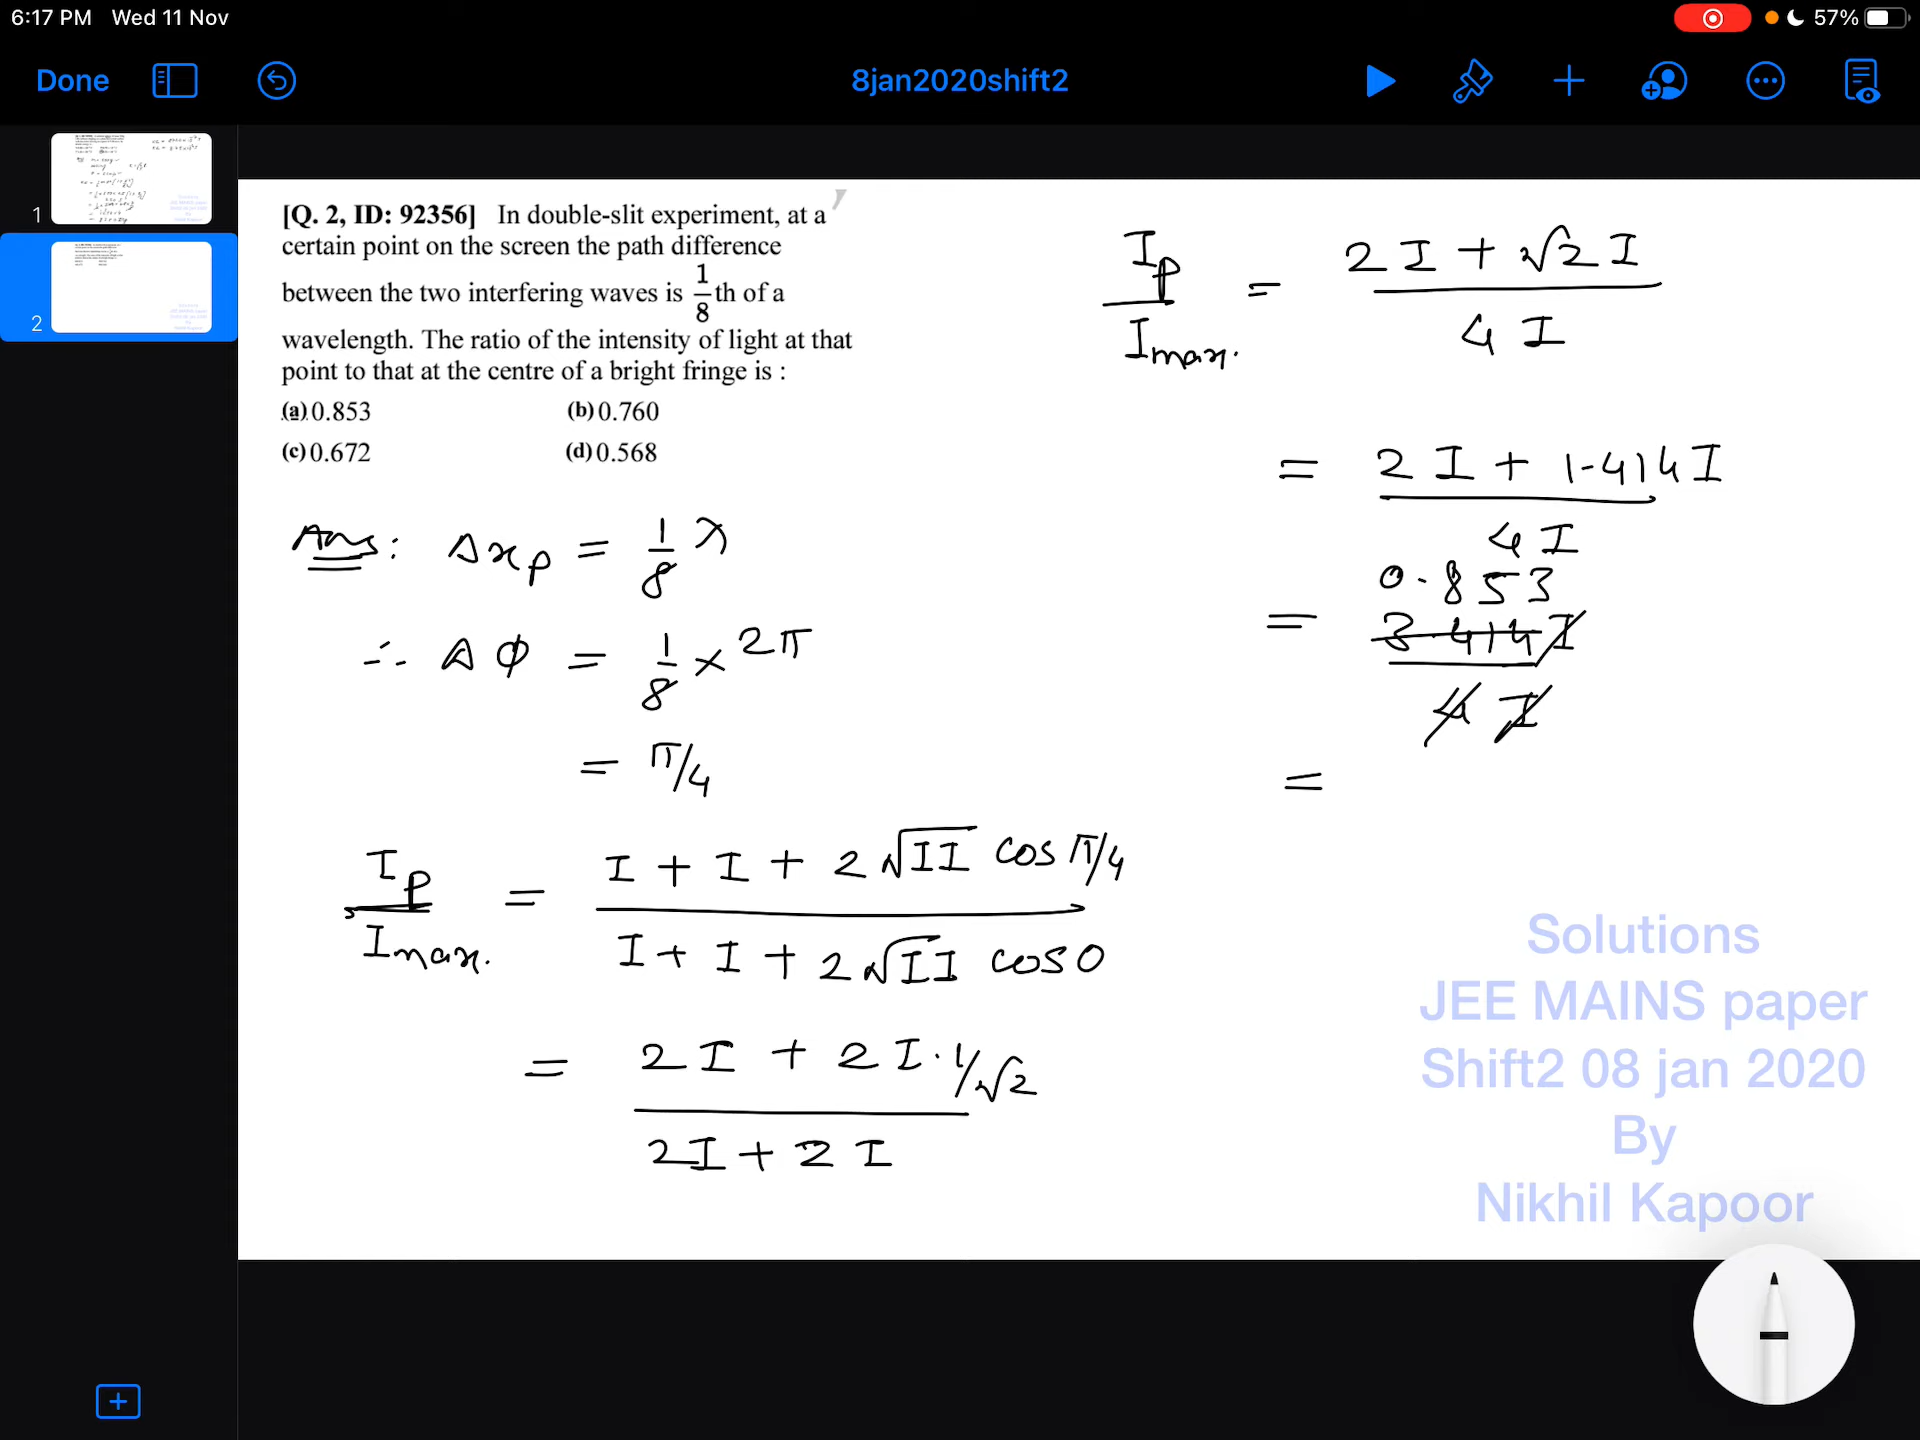 6:17 PM Wed 11 Nov
57%
Done
8jan2020shift2
1
2
[Q. 2, ID: 92356] In double-slit experiment, at a
certain point on the screen the path difference
between the two interfering waves is 1/8 th of a
wavelength. The ratio of the intensity of light at that
point to that at the centre of a bright fringe is :
(a) 0.853 (b) 0.760
(c) 0.672 (d) 0.568
Ans: Δxp = 1/8 λ
∴ Δφ = 1/8 × 2π
= π/4
Ip/Imax. = (I + I + 2√II cos π/4)/(I + I + 2√II cos 0)
= (2I + 2I · 1/√2)/(2I + 2I)
Ip/Imax. = (2I + √2 I)/(4I)
= (2I + 1.414I)/(4I)
0.853
= 3.414I/4I
=
Solutions
JEE MAINS paper
Shift2 08 jan 2020
By
Nikhil Kapoor